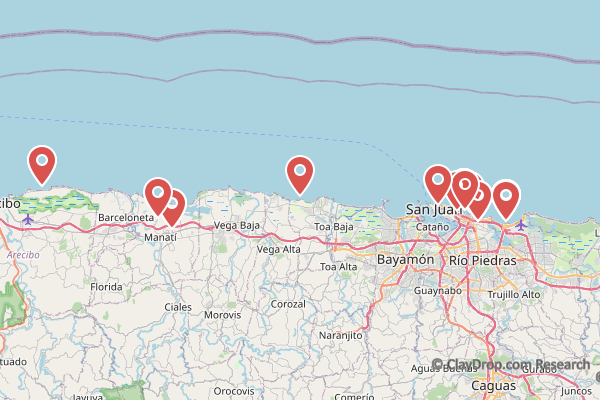 San Juan
cibo
Barceloneta
Cataño
Vega Baja
Toa Baja
Manatí
Arecibo
Vega Alta
Bayamón
Río Piedras
Toa Alta
Florida
Guaynabo
Trujillo Alto
Ciales
Corozal
Morovis
Naranjito
tuado
© ClayDrop.com Research
Aguas Buenas
Gurabo
Caguas
Orocovis
Comerío
Juncos
Jayuya
L